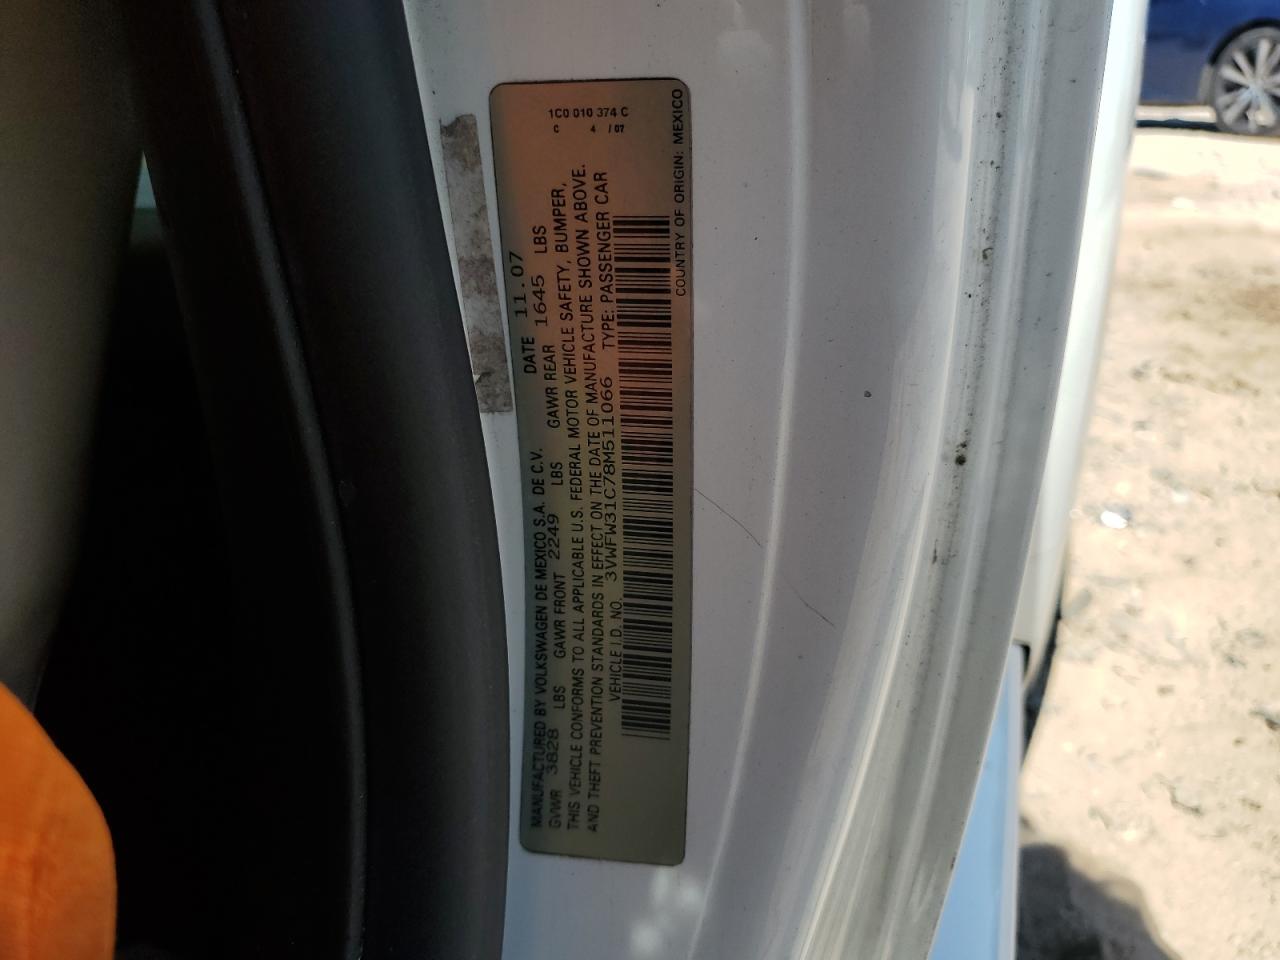 MANUFACTURED BY VOLKSWAGEN DE MEXICO S.A. DE C.V. DATE 11.07
GVWR 3828 LBS GAWR FRONT 2249 LBS GAWR REAR 1645 LBS
THIS VEHICLE CONFORMS TO ALL APPLICABLE U.S. FEDERAL MOTOR VEHICLE SAFETY, BUMPER,
AND THEFT PREVENTION STANDARDS IN EFFECT ON THE DATE OF MANUFACTURE SHOWN ABOVE.
VEHICLE I.D. NO. 3VWFW31C78M511066 TYPE: PASSENGER CAR
COUNTRY OF ORIGIN: MEXICO
1C0 010 374 C
C 4 /07